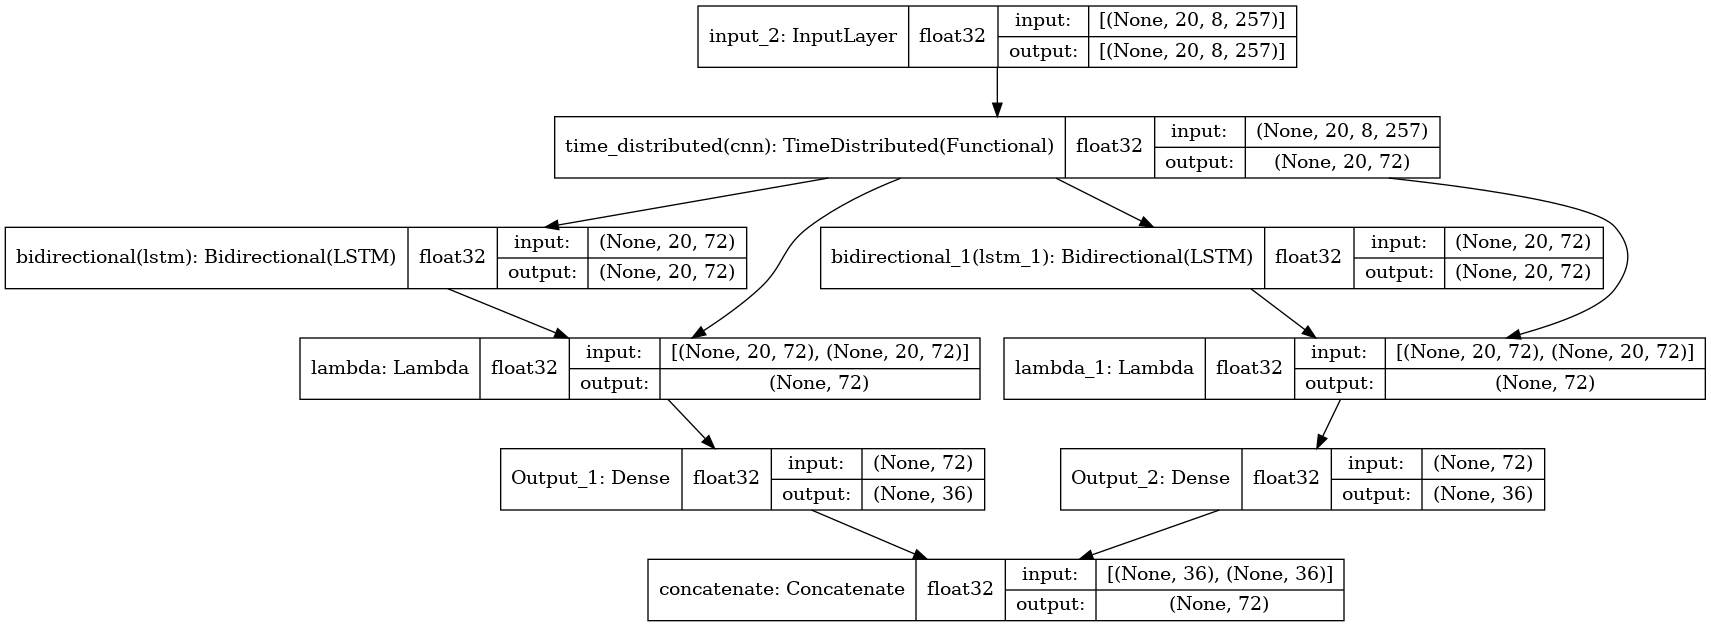 input_2: InputLayer float32 input: [(None, 20, 8, 257)]
output: [(None, 20, 8, 257)]
time_distributed(cnn): TimeDistributed(Functional) float32 input: (None, 20, 8, 257)
output: (None, 20, 72)
bidirectional(lstm): Bidirectional(LSTM) float32 input: (None, 20, 72)
output: (None, 20, 72)
bidirectional_1(lstm_1): Bidirectional(LSTM) float32 input: (None, 20, 72)
output: (None, 20, 72)
lambda: Lambda float32 input: [(None, 20, 72), (None, 20, 72)]
output: (None, 72)
lambda_1: Lambda float32 input: [(None, 20, 72), (None, 20, 72)]
output: (None, 72)
Output_1: Dense float32 input: (None, 72)
output: (None, 36)
Output_2: Dense float32 input: (None, 72)
output: (None, 36)
concatenate: Concatenate float32 input: [(None, 36), (None, 36)]
output: (None, 72)